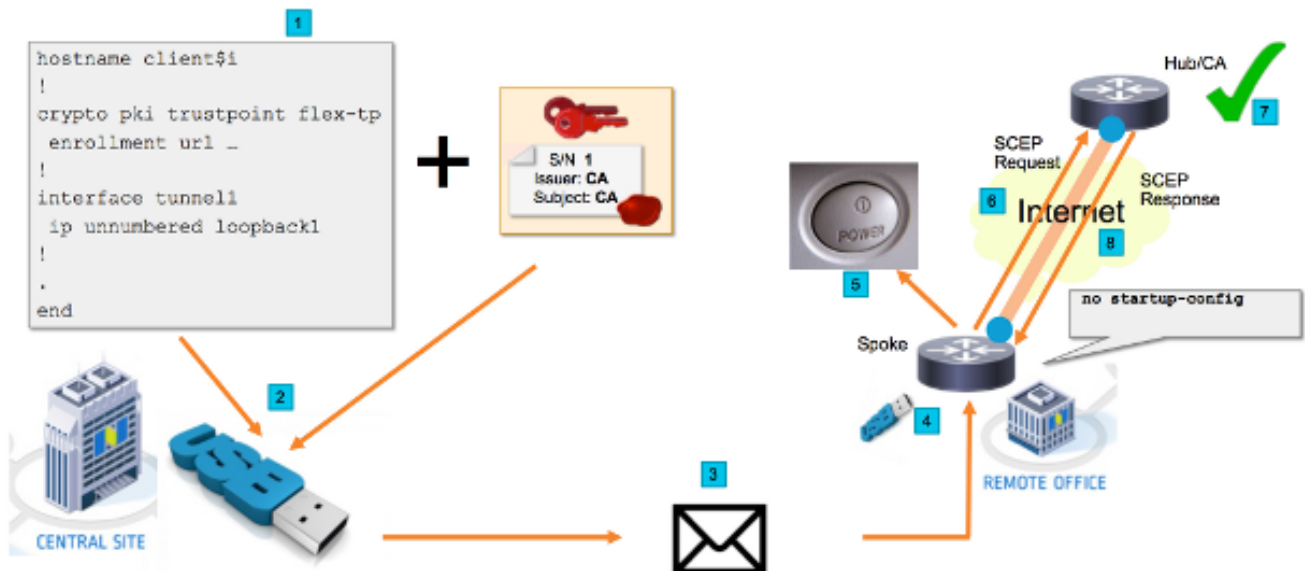 1
hostname client$i
!
crypto pki trustpoint flex-tp
enrollment url …
!
interface tunnel1
ip unnumbered loopback1
!
.
end
S/N 1
Issuer: CA
Subject: CA
2
USB
CENTRAL SITE
3
4
5
POWER
Spoke
REMOTE OFFICE
no startup-config
6
SCEP
Request
Internet
SCEP
Response
8
Hub/CA
7